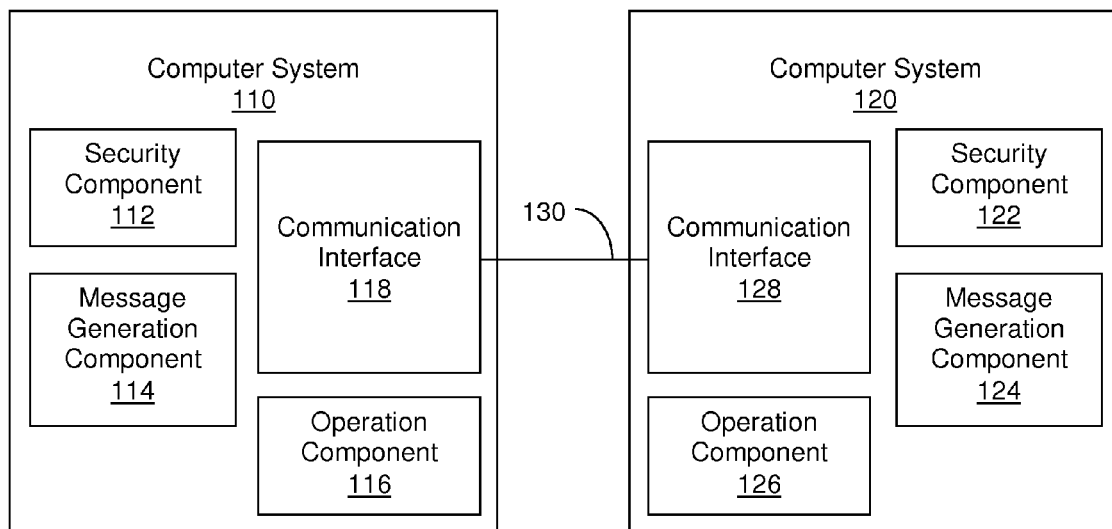 Computer System
110
Security
Component
112
Communication
Interface
118
Message
Generation
Component
114
Operation
Component
116
130
Computer System
120
Communication
Interface
128
Security
Component
122
Message
Generation
Component
124
Operation
Component
126